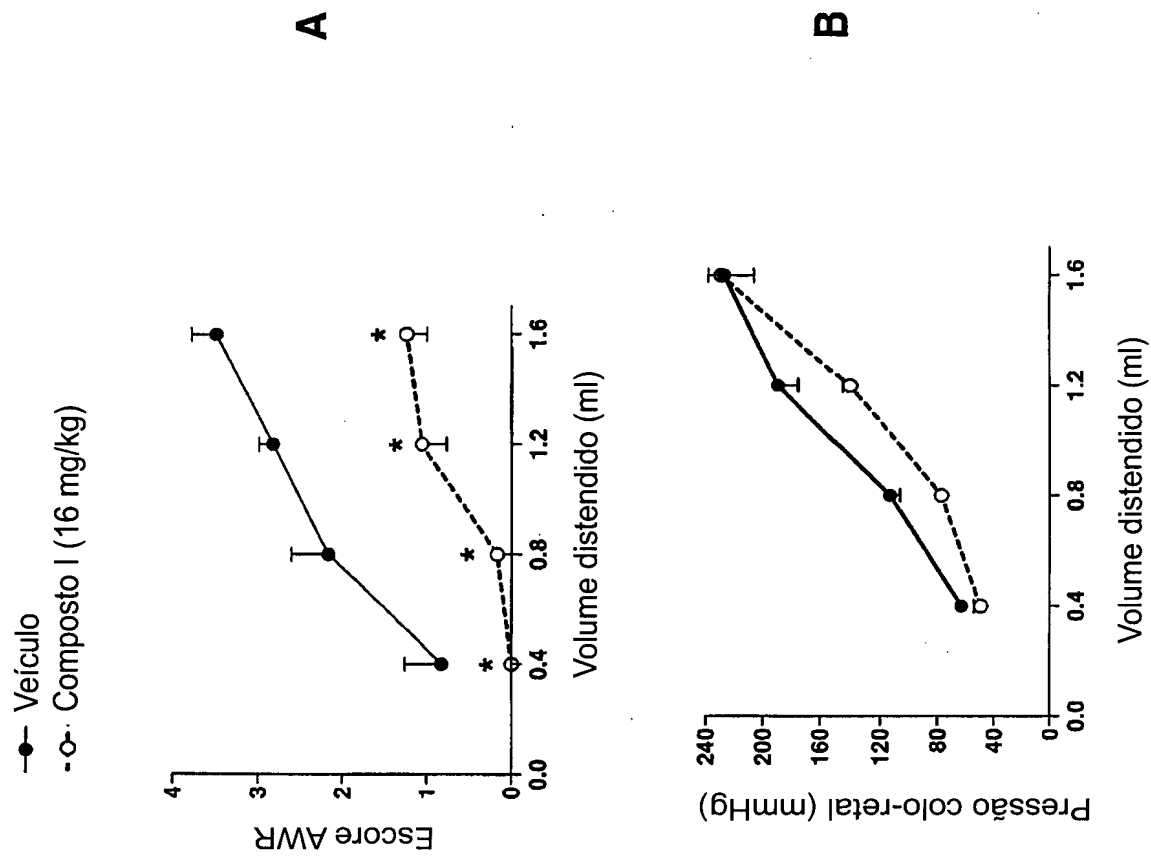 Veículo
Composto I (16 mg/kg)
A
Escore AWR
4
3
2
1
0
0.0
0.4
0.8
1.2
1.6
* * * *
Volume distendido (ml)
B
Pressão colo-retal (mmHg)
240
200
160
120
80
40
0
0.0
0.4
0.8
1.2
1.6
Volume distendido (ml)